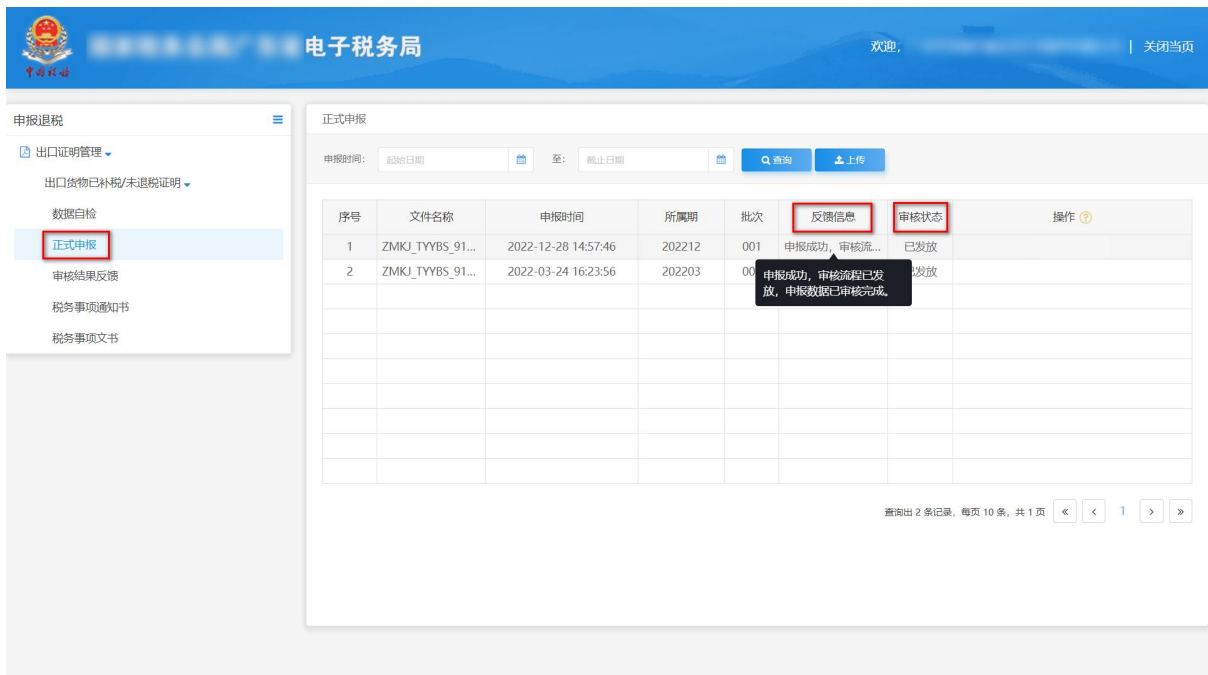 电子税务局
欢迎, | 关闭当页
申报退税
出口证明管理
出口货物已补税/未退税证明
数据自检
正式申报
审核结果反馈
税务事项通知书
税务事项文书
正式申报
申报时间: 起始日期 至: 截止日期 查询 上传
序号 文件名称 申报时间 所属期 批次 反馈信息 审核状态 操作 ?
1 ZMKJ_TYYBS_91... 2022-12-28 14:57:46 202212 001 申报成功, 审核流... 已发放
2 ZMKJ_TYYBS_91... 2022-03-24 16:23:56 202203
申报成功, 审核流程已发
放, 申报数据已审核完成。
查询出 2 条记录, 每页 10 条, 共 1 页 « < 1 > »